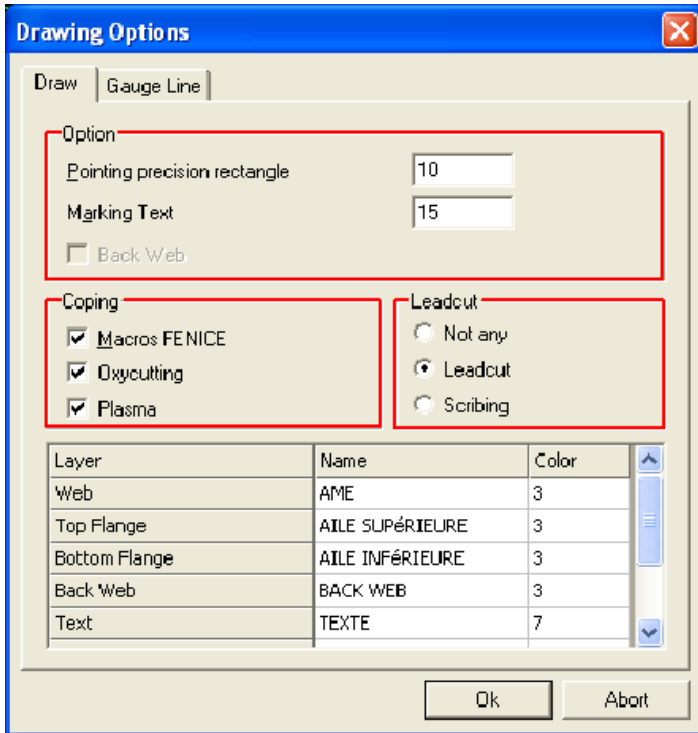 Drawing Options
Draw Gauge Line
Option
Pointing precision rectangle 10
Marking Text 15
Back Web
Coping Leadcut
Macros FENICE Not any
Oxycutting Leadcut
Plasma Scribing
Layer Name Color
Web AME 3
Top Flange AILE SUPéRIEURE 3
Bottom Flange AILE INFéRIEURE 3
Back Web BACK WEB 3
Text TEXTE 7
Ok Abort